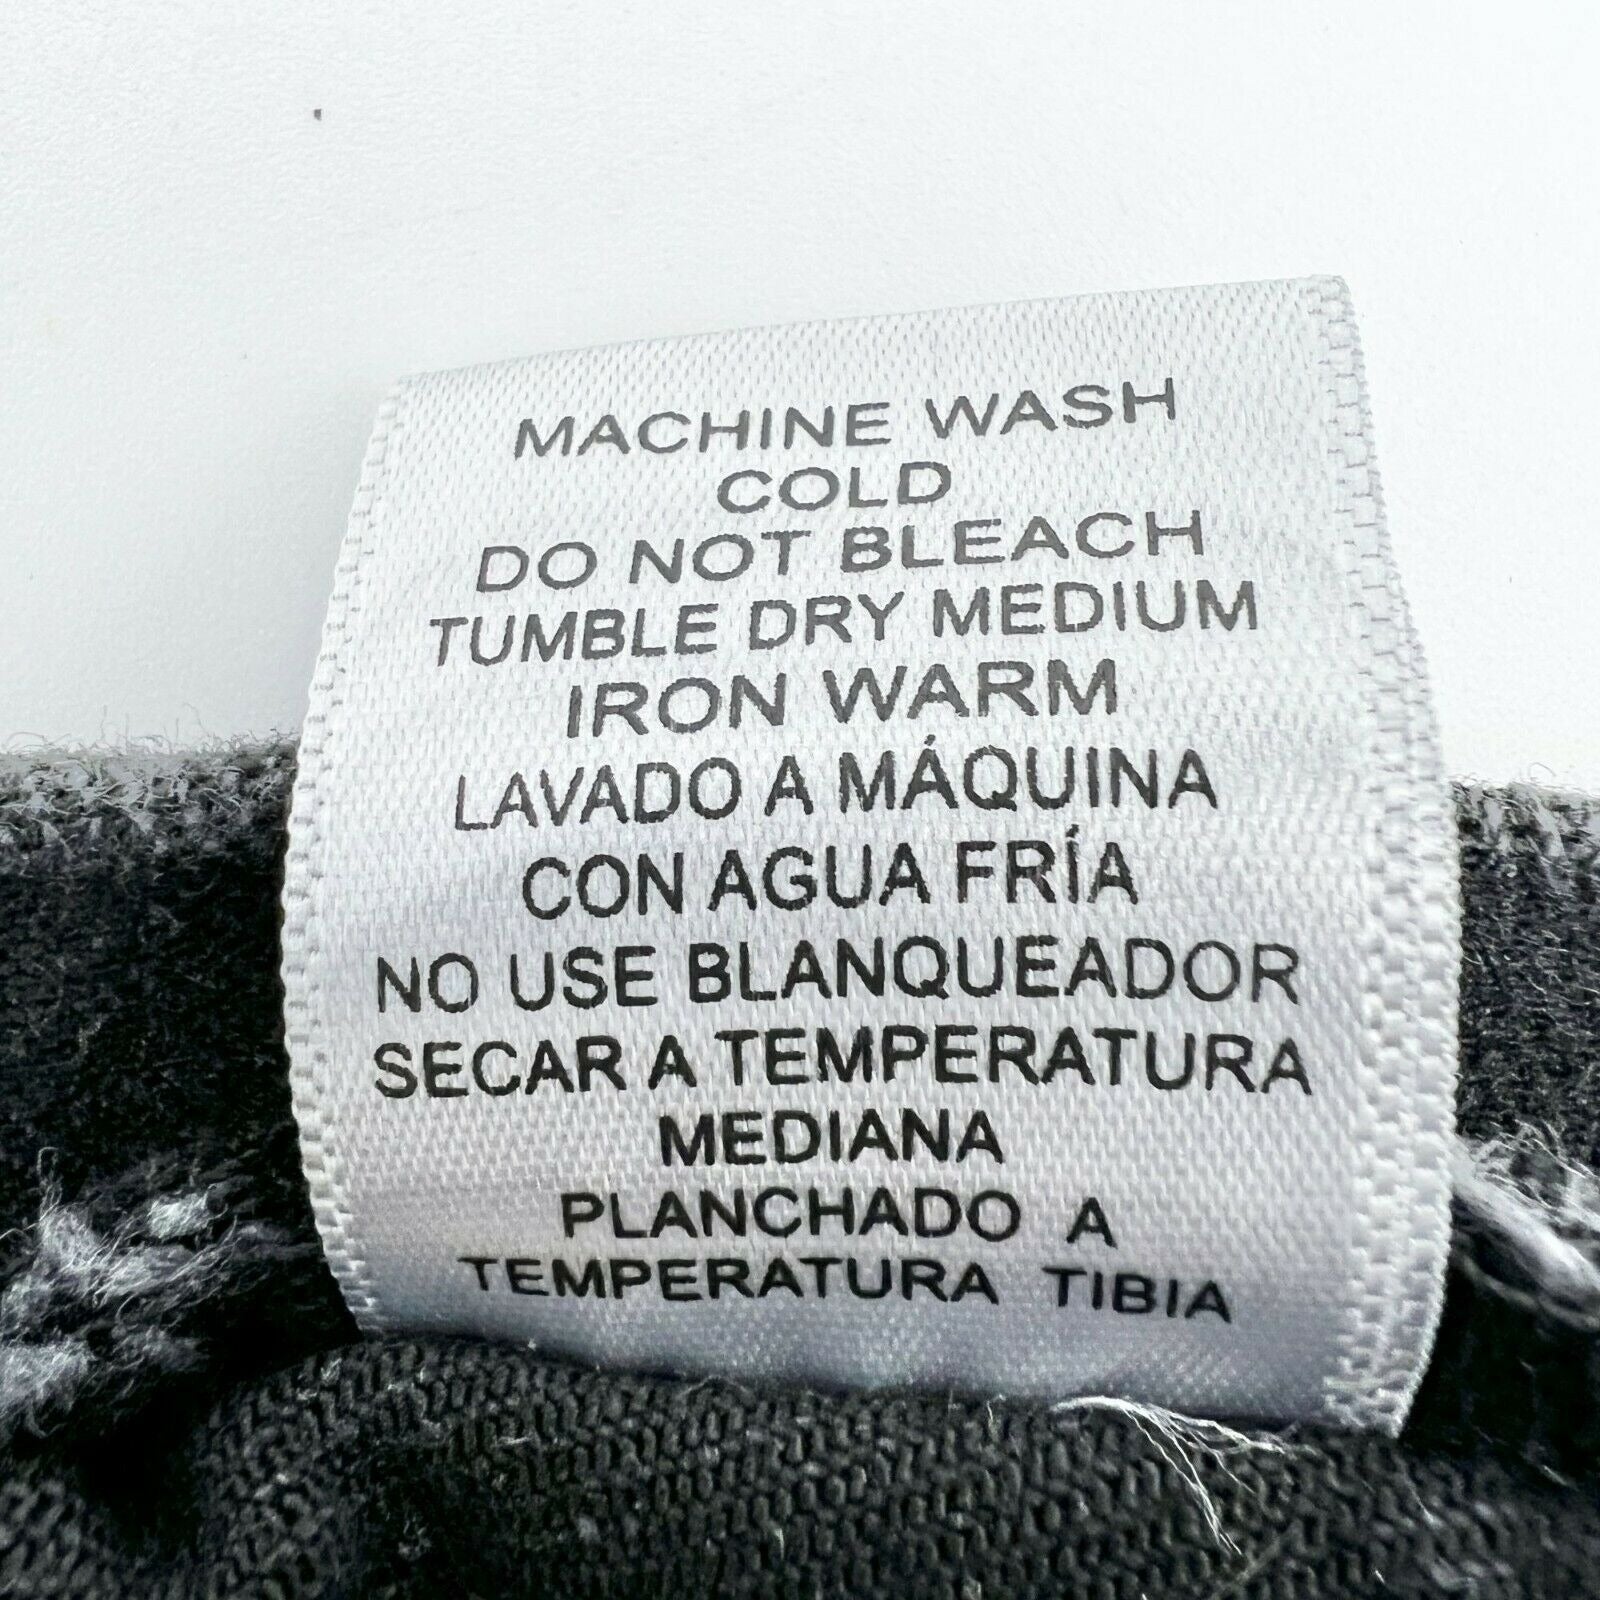 MACHINE WASH
COLD
DO NOT BLEACH
TUMBLE DRY MEDIUM
IRON WARM
LAVADO A MÁQUINA
CON AGUA FRÍA
NO USE BLANQUEADOR
SECAR A TEMPERATURA
MEDIANA
PLANCHADO A
TEMPERATURA TIBIA